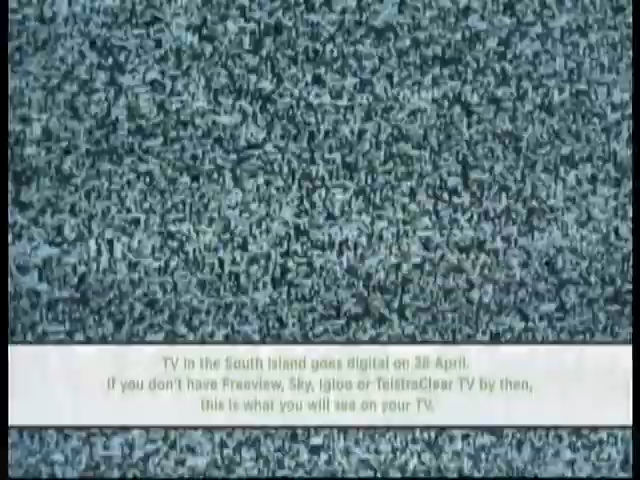 TV in the South Island goes digital on 28 April.
If you don't have Freeview, Sky, Igloo or TelstraClear TV by then,
this is what you will see on your TV.